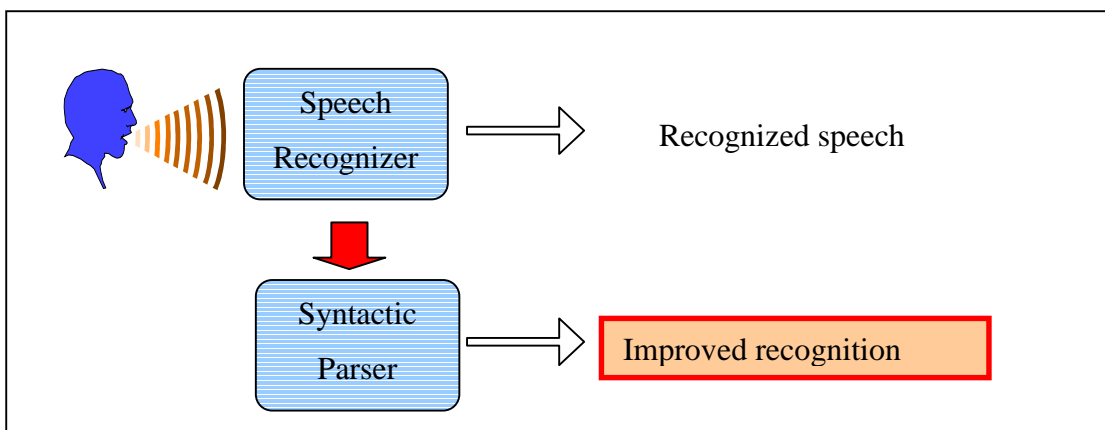 Speech
Recognizer
Recognized speech
Syntactic
Parser
Improved recognition